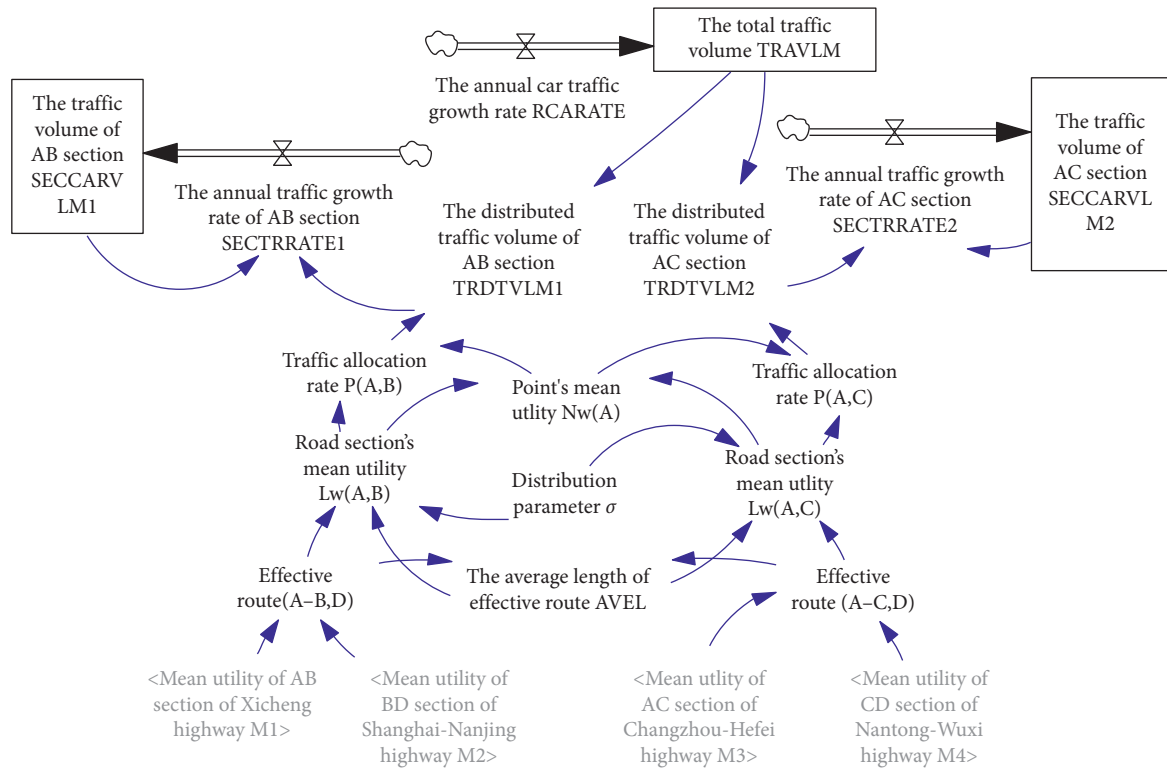 The total traffic
volume TRAVLM
The annual car traffic
growth rate RCARATE
The traffic
volume of
AB section
SECCARV
LM1
The annual traffic growth
rate of AB section
SECTRRATE1
The traffic
volume
of AC section
SECCARVL
M2
The annual traffic growth
rate of AC section
SECTRRATE2
The distributed
traffic volume of
AB section
TRDTVLM1
The distributed
traffic volume of
AC section
TRDTVLM2
Traffic allocation
rate P(A,B)
Point's mean
utlity Nw(A)
Traffic allocation
rate P(A,C)
Road section's
mean utility
Lw(A,B)
Distribution
parameter σ
Road section's
mean utlity
Lw(A,C)
Effective
route(A–B,D)
The average length of
effective route AVEL
Effective
route (A–C,D)
<Mean utility of AB
section of Xicheng
highway M1>
<Mean utility of
BD section of
Shanghai-Nanjing
highway M2>
<Mean utlity of
AC section of
Changzhou-Hefei
highway M3>
<Mean utility of
CD section of
Nantong-Wuxi
highway M4>